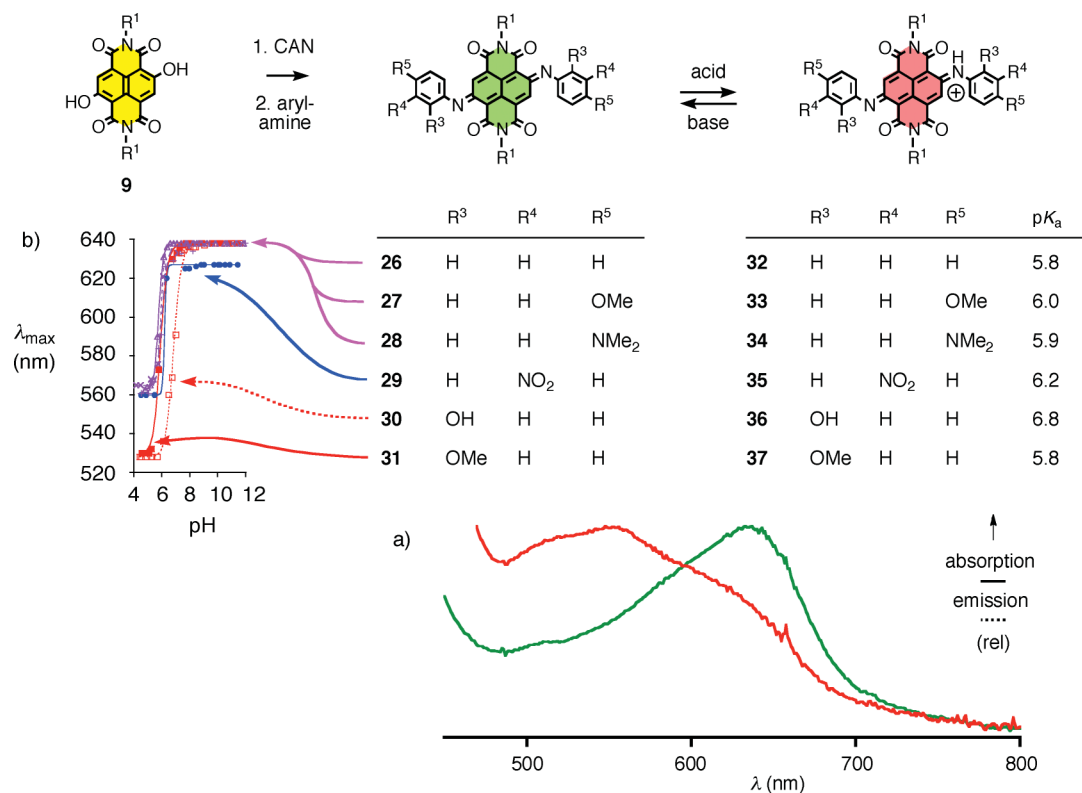 R¹
O N O
OH
HO
O N O
R¹
9
1. CAN
2. aryl-
amine
R¹
O N O
R³
R⁴
R⁵
N
R⁵
R⁴
N
R³
O N O
R¹
acid
base
R¹
O N O
H
N
R³
R⁴
⊕
R⁵
R⁵
R⁴
N
R³
O N O
R¹
R³ R⁴ R⁵
26 H H H
27 H H OMe
28 H H NMe₂
29 H NO₂ H
30 OH H H
31 OMe H H
R³ R⁴ R⁵ pKa
32 H H H 5.8
33 H H OMe 6.0
34 H H NMe₂ 5.9
35 H NO₂ H 6.2
36 OH H H 6.8
37 OMe H H 5.8
b)
640
620
600
580
560
540
520
λmax
(nm)
4 6 8 10 12
pH
a)
absorption
emission
(rel)
500 600 700 800
λ (nm)